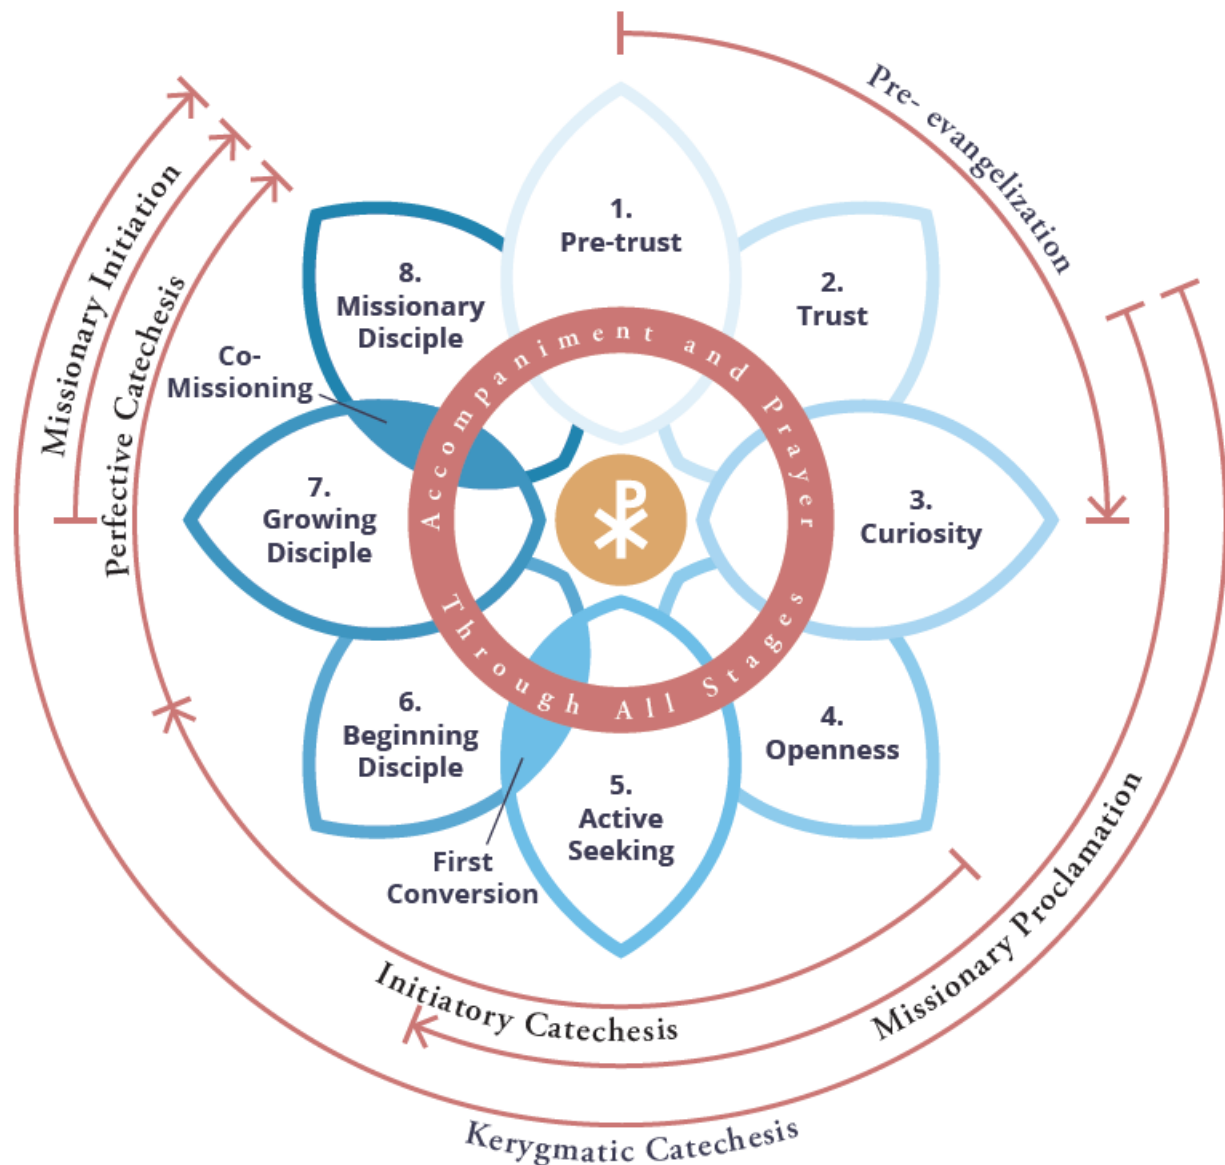 Pre- evangelization
1.
Pre-trust
2.
Trust
3.
Curiosity
4.
Openness
5.
Active
Seeking
6.
Beginning
Disciple
7.
Growing
Disciple
8.
Missionary
Disciple
Co-
Missioning
First
Conversion
Accompaniment and Prayer
Through All Stages
Missionary Initiation
Perfective Catechesis
Initiatory Catechesis
Missionary Proclamation
Kerygmatic Catechesis